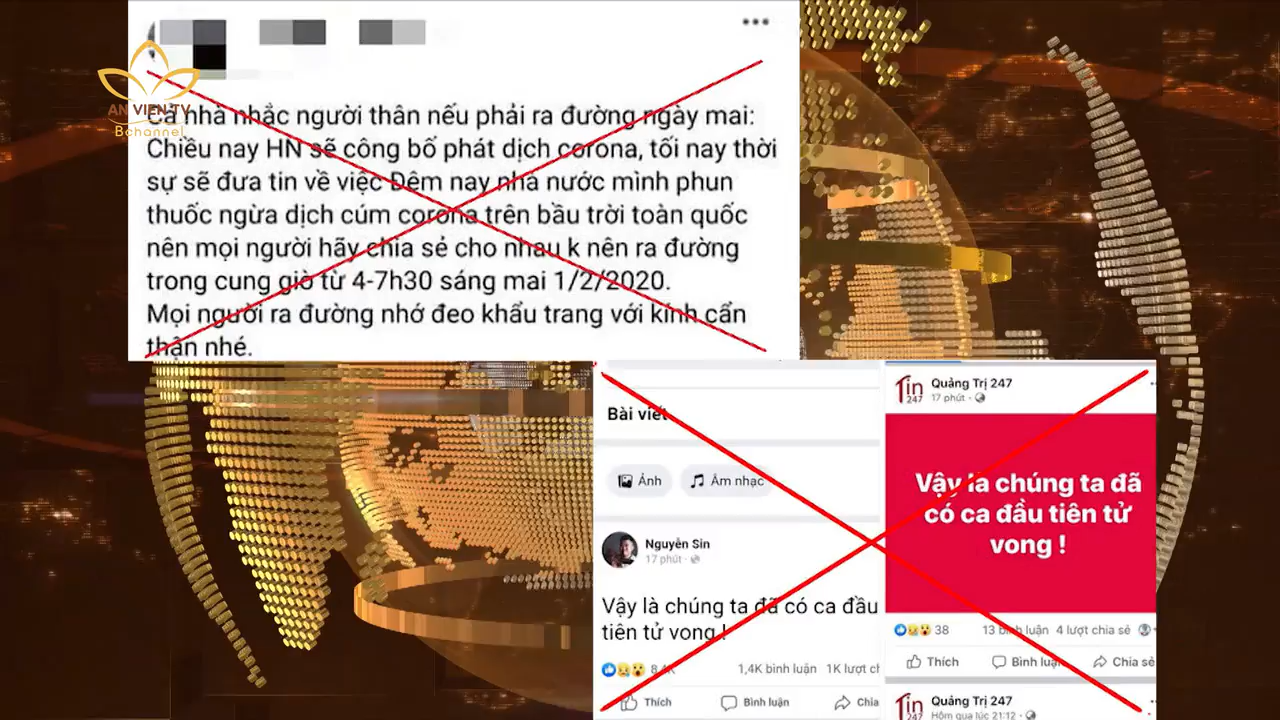 AN VIEN TV
Bchannel
Cả nhà nhắc người thân nếu phải ra đường ngày mai:
Chiều nay HN sẽ công bố phát dịch corona, tối nay thời
sự sẽ đưa tin về việc Đêm nay nhà nước mình phun
thuốc ngừa dịch cúm corona trên bầu trời toàn quốc
nên mọi người hãy chia sẻ cho nhau k nên ra đường
trong cung giờ từ 4-7h30 sáng mai 1/2/2020.
Mọi người ra đường nhớ đeo khẩu trang với kính cẩn
thận nhé.
Bài viết
Ảnh
Âm nhạc
Nguyễn Sin
17 phút
Vậy là chúng ta đã có ca đầu
tiên tử vong !
1,4K bình luận 1K lượt ch
Thích Bình luận Chia
Tin 247
Quảng Trị 247
17 phút
Vậy là chúng ta đã
có ca đầu tiên tử
vong !
38 13 bình luận 4 lượt chia sẻ
Thích Bình luận Chia sẻ
Tin 247
Quảng Trị 247
Hôm qua lúc 21:12